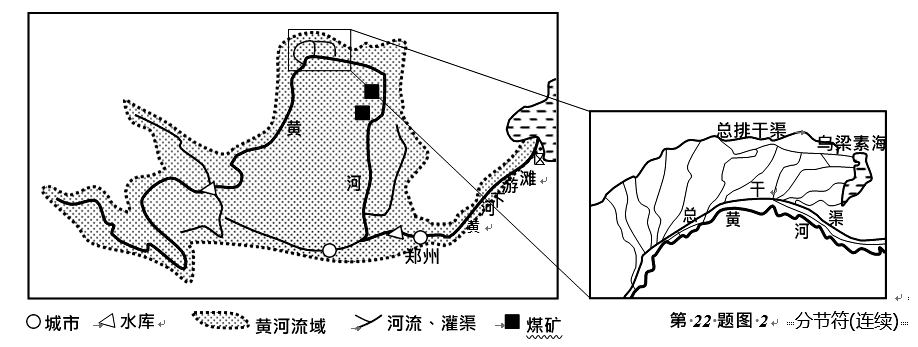 总排干渠
乌梁素海
黄
河
黄河下游滩区
郑州
总干渠
黄河
城市 水库 黄河流域 河流、灌渠 煤矿
第·22·题图·2
分节符(连续)